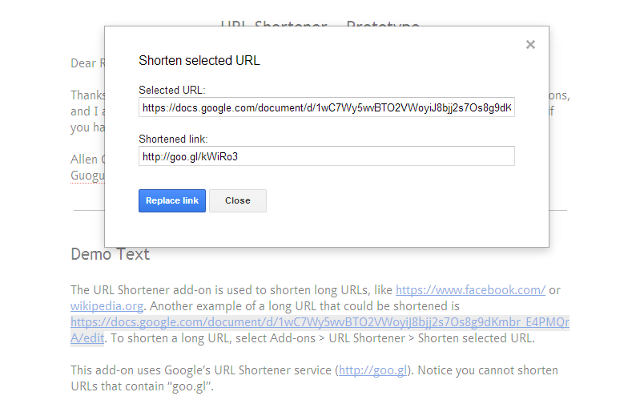 URL Shortener – Prototype
Dear R
Thanks
ons,
and I a
if
you ha
Allen G
Guogu
Shorten selected URL
Selected URL:
https://docs.google.com/document/d/1wC7Wy5wvBTO2VWoyiJ8bjj2s7Os8g9dK
Shortened link:
http://goo.gl/kWiRo3
Replace link
Close
Demo Text
The URL Shortener add-on is used to shorten long URLs, like https://www.facebook.com/ or
wikipedia.org. Another example of a long URL that could be shortened is
https://docs.google.com/document/d/1wC7Wy5wvBTO2VWoyiJ8bjj2s7Os8g9dKmbr_E4PMQr
A/edit. To shorten a long URL, select Add-ons > URL Shortener > Shorten selected URL.
This add-on uses Google's URL Shortener service (http://goo.gl). Notice you cannot shorten
URLs that contain “goo.gl”.